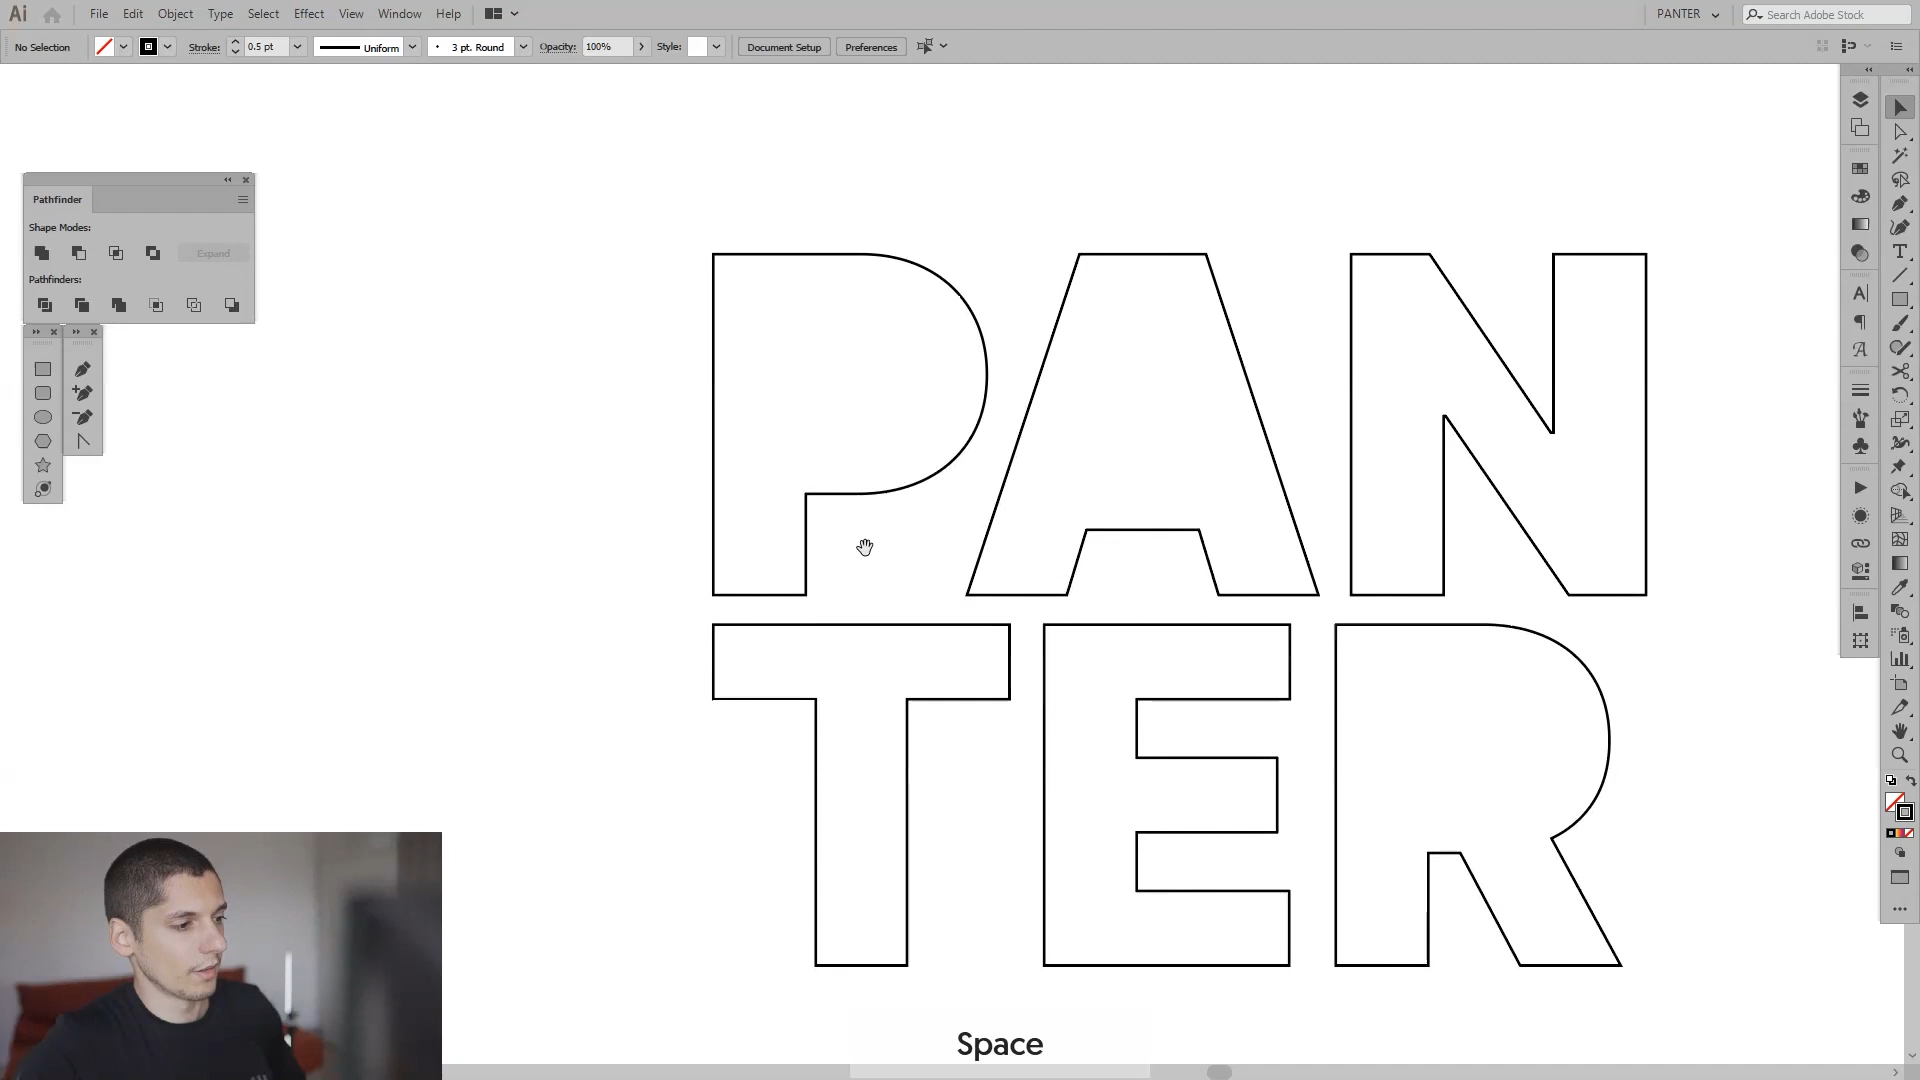 Ai File Edit Object Type Select Effect View Window Help PANTER Search Adobe Stock
No Selection Stroke: 0.5 pt Uniform 3 pt. Round Opacity: 100% Style: Document Setup Preferences
Pathfinder
Shape Modes:
Expand
Pathfinders:
PAN
TER
Space